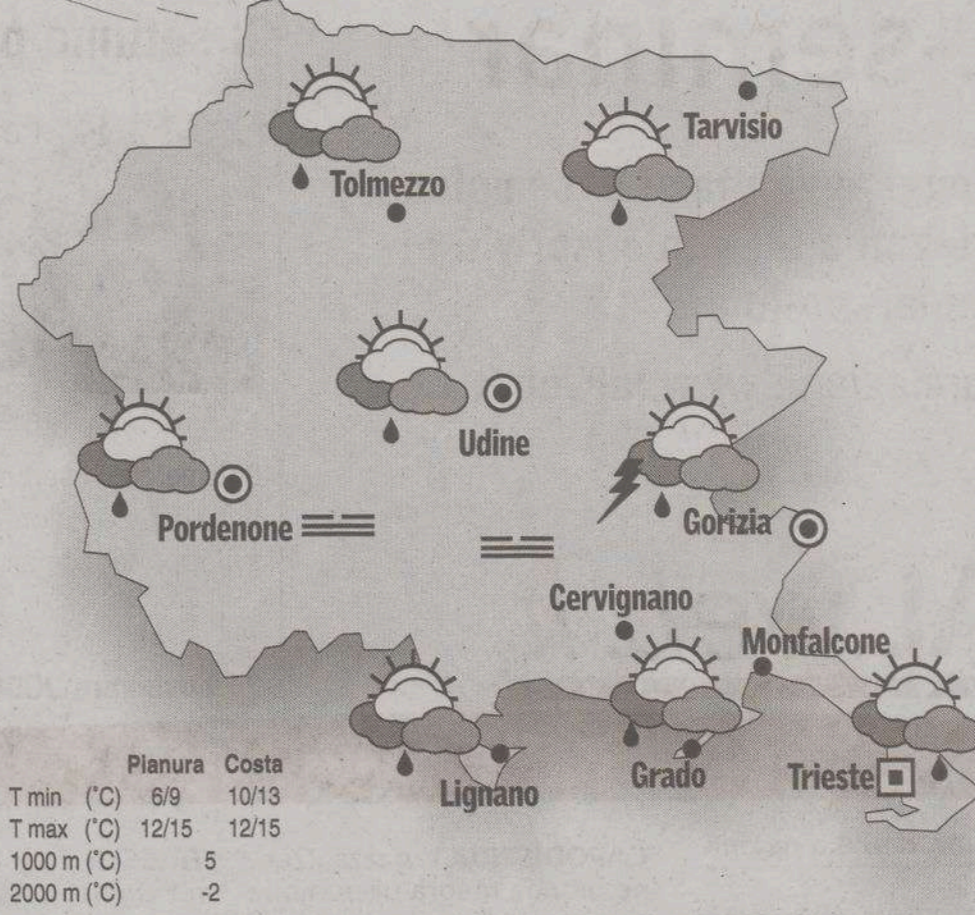 Tarvisio
Tolmezzo
Udine
Pordenone
Gorizia
Cervignano
Monfalcone
Lignano
Grado
Trieste
Pianura Costa
T min (°C) 6/9 10/13
T max (°C) 12/15 12/15
1000 m (°C) 5
2000 m (°C) -2